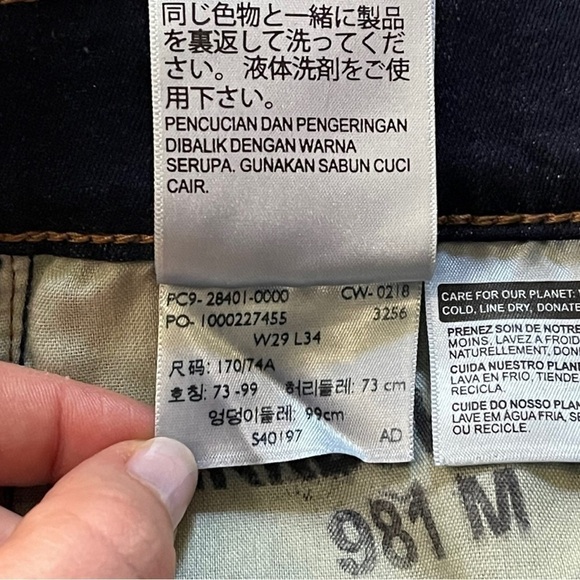 同じ色物と一緒に製品
を裏返して洗ってくだ
さい。 液体洗剤をご使
用下さい。
PENCUCIAN DAN PENGERINGAN
DIBALIK DENGAN WARNA
SERUPA. GUNAKAN SABUN CUCI
CAIR.
PC9- 28401-0000 CW- 0218
PO- 1000227455 3256
W29 L34
尺码: 170/74A
호칭: 73 -99 허리둘레: 73 cm
엉덩이둘레: 99cm
S40197 AD
CARE FOR OUR PLANET:
COLD, LINE DRY, DONATE
PRENEZ SOIN DE NOTRE
MOINS, LAVEZ A FROID
NATURELLEMENT, DON
CUIDA NUESTRO PLAN
LAVA EN FRIO, TIENDE
RECICLA.
CUIDE DO NOSSO PLAN
LAVE EM ÁGUA FRIA, SE
OU RECICLE.
981 M